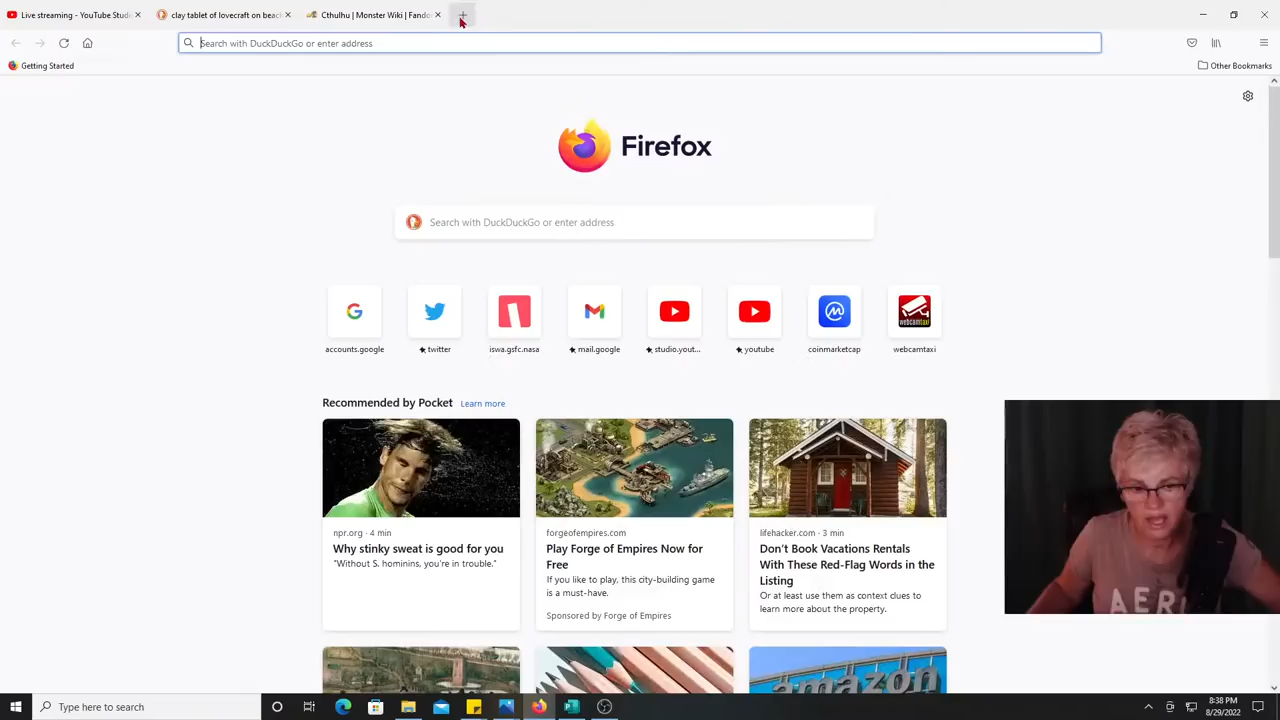 Live streaming - YouTube Studi
clay tablet of lovecraft on beac
Cthulhu | Monster Wiki | Fando
Search with DuckDuckGo or enter address
Getting Started
Other Bookmarks
Firefox
Search with DuckDuckGo or enter address
G
accounts.google
twitter
iswa.gsfc.nasa
mail.google
studio.yout...
youtube
coinmarketcap
webcamtaxi
webcamtaxi
Recommended by Pocket Learn more
npr.org · 4 min
Why stinky sweat is good for you
"Without S. hominins, you're in trouble."
forgeofempires.com
Play Forge of Empires Now for
Free
If you like to play, this city-building game
is a must-have.
Sponsored by Forge of Empires
lifehacker.com · 3 min
Don't Book Vacations Rentals
With These Red-Flag Words in the
Listing
Or at least use them as context clues to
learn more about the property.
AER
amazon
Type here to search
8:38 PM
8/29/2022